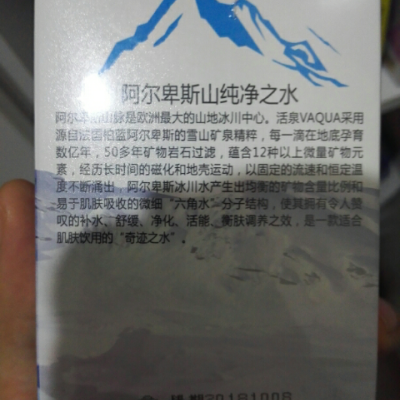 阿尔卑斯山纯净之水
阿尔卑斯山脉是欧洲最大的山地冰川中心。活泉VAQUA采用
源自法国柏蓝阿尔卑斯的雪山矿泉精粹，每一滴在地底孕育
数亿年，50多年矿物岩石过滤，蕴含12种以上微量矿物元
素，经历长时间的磁化和地壳运动，以固定的流速和恒定温
度不断涌出，阿尔卑斯冰川水产生出均衡的矿物含量比例和
易于肌肤吸收的微细“六角水”分子结构，使其拥有令人赞
叹的补水、舒缓、净化、活能、衡肤调养之效，是一款适合
肌肤饮用的“奇迹之水”。
20181008